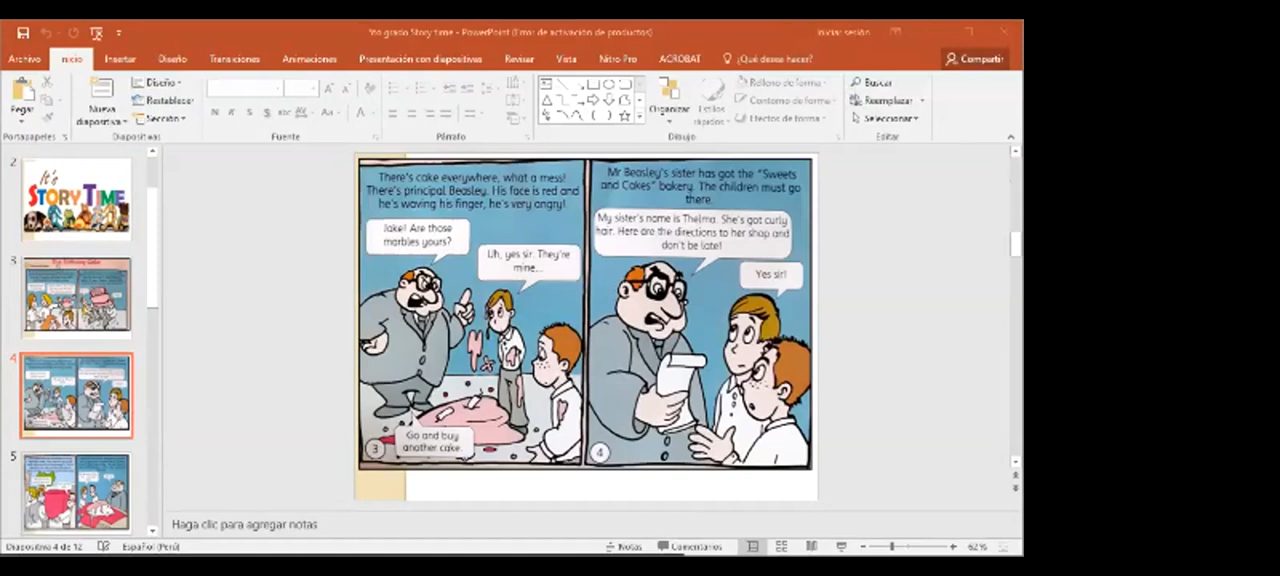 5to grado Story time - PowerPoint (Error de activación de productos)
Iniciar sesión
Archivo
Inicio
Insertar
Diseño
Transiciones
Animaciones
Presentación con diapositivas
Revisar
Vista
Nitro Pro
ACROBAT
¿Qué desea hacer?
Compartir
Pegar
Portapapeles
Nueva
diapositiva
Diseño
Restablecer
Sección
Diapositivas
N K S S abc AV Aa A
Fuente
Párrafo
Organizar
Estilos
rápidos
Relleno de forma
Contorno de forma
Efectos de forma
Dibujo
Buscar
Reemplazar
Seleccionar
Editar
2
It's
STORY TIME
3
4
5
There's cake everywhere, what a mess!
There's principal Beasley. His face is red and
he's waving his finger, he's very angry!
Jake! Are those
marbles yours?
Uh, yes sir. They're
mine...
Go and buy
another cake.
3
Mr Beasley's sister has got the "Sweets
and Cakes" bakery. The children must go
there.
My sister's name is Thelma. She's got curly
hair. Here are the directions to her shop and
don't be late!
Yes sir!
4
Haga clic para agregar notas
Diapositiva 4 de 12
Español (Perú)
Notas
Comentarios
62%